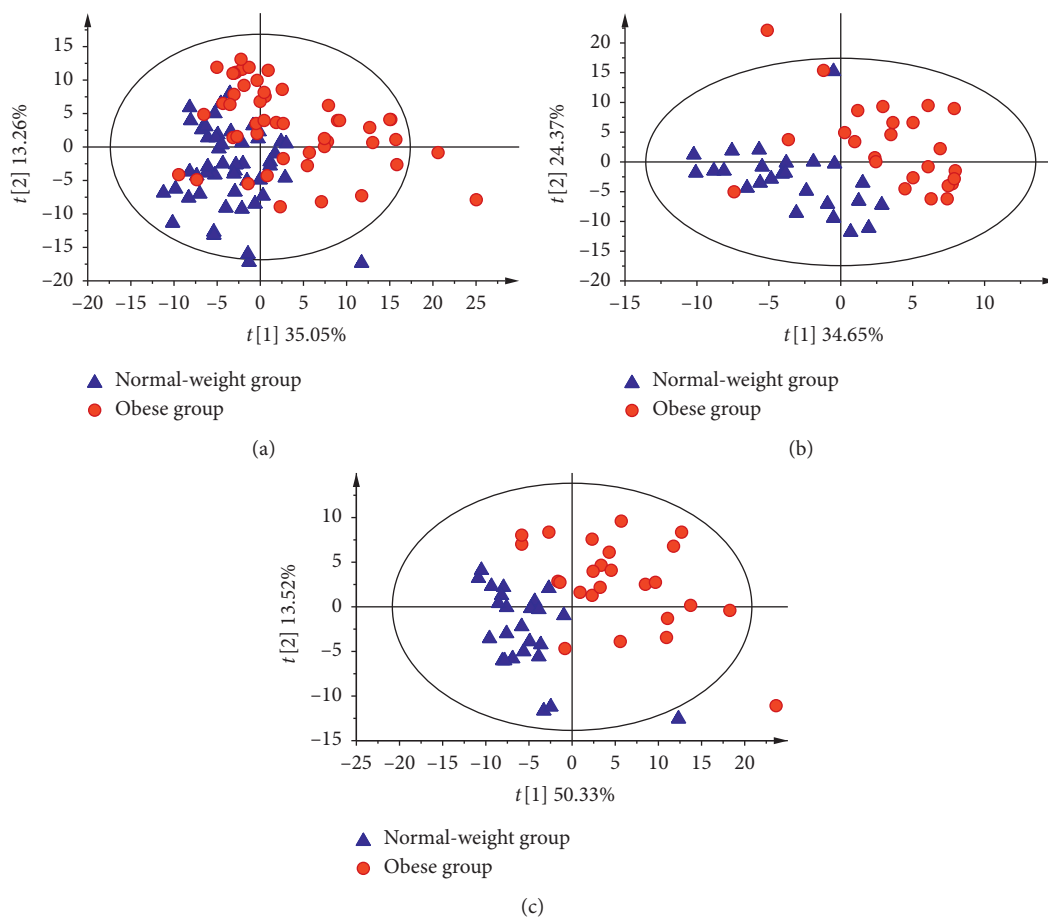 15
10
5
0
−5
−10
−15
−20
t [2] 13.26%
−20 −15 −10 −5 0 5 10 15 20 25
t [1] 35.05%
Normal-weight group
Obese group
(a)
20
15
10
5
0
−5
−10
−15
−20
t [2] 24.37%
−15 −10 −5 0 5 10
t [1] 34.65%
Normal-weight group
Obese group
(b)
10
5
0
−5
−10
−15
t [2] 13.52%
−25 −20 −15 −10 −5 0 5 10 15 20
t [1] 50.33%
Normal-weight group
Obese group
(c)